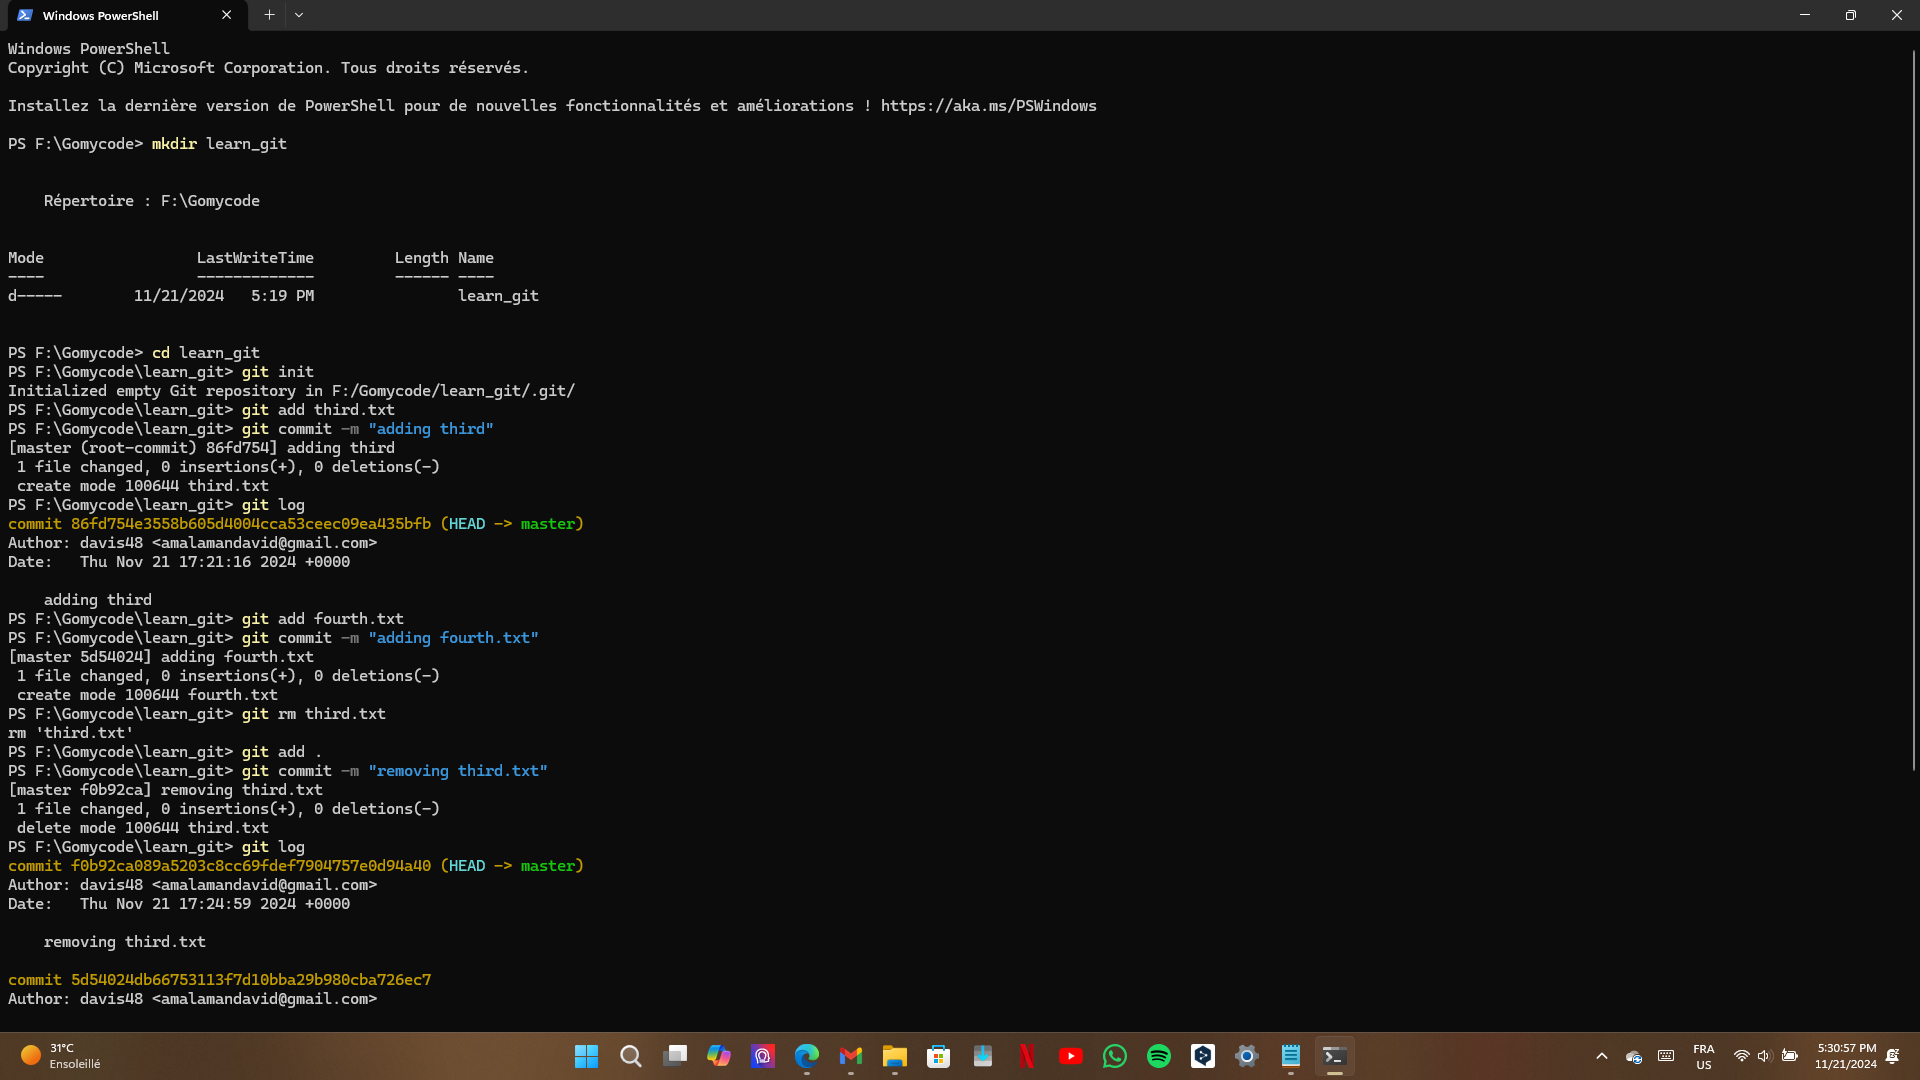 Windows PowerShell
Windows PowerShell
Copyright (C) Microsoft Corporation. Tous droits réservés.
Installez la dernière version de PowerShell pour de nouvelles fonctionnalités et améliorations ! https://aka.ms/PSWindows
PS F:\Gomycode> mkdir learn_git
Répertoire : F:\Gomycode
Mode                 LastWriteTime         Length Name
----                 -------------         ------ ----
d-----        11/21/2024   5:19 PM                learn_git
PS F:\Gomycode> cd learn_git
PS F:\Gomycode\learn_git> git init
Initialized empty Git repository in F:/Gomycode/learn_git/.git/
PS F:\Gomycode\learn_git> git add third.txt
PS F:\Gomycode\learn_git> git commit -m "adding third"
[master (root-commit) 86fd754] adding third
 1 file changed, 0 insertions(+), 0 deletions(-)
 create mode 100644 third.txt
PS F:\Gomycode\learn_git> git log
commit 86fd754e3558b605d4004cca53ceec09ea435bfb (HEAD -> master)
Author: davis48 <amalamandavid@gmail.com>
Date:   Thu Nov 21 17:21:16 2024 +0000
    adding third
PS F:\Gomycode\learn_git> git add fourth.txt
PS F:\Gomycode\learn_git> git commit -m "adding fourth.txt"
[master 5d54024] adding fourth.txt
 1 file changed, 0 insertions(+), 0 deletions(-)
 create mode 100644 fourth.txt
PS F:\Gomycode\learn_git> git rm third.txt
rm 'third.txt'
PS F:\Gomycode\learn_git> git add .
PS F:\Gomycode\learn_git> git commit -m "removing third.txt"
[master f0b92ca] removing third.txt
 1 file changed, 0 insertions(+), 0 deletions(-)
 delete mode 100644 third.txt
PS F:\Gomycode\learn_git> git log
commit f0b92ca089a5203c8cc69fdef7904757e0d94a40 (HEAD -> master)
Author: davis48 <amalamandavid@gmail.com>
Date:   Thu Nov 21 17:24:59 2024 +0000
    removing third.txt
commit 5d54024db66753113f7d10bba29b980cba726ec7
Author: davis48 <amalamandavid@gmail.com>
31°C
Ensoleillé
FRA
US
5:30:57 PM
11/21/2024